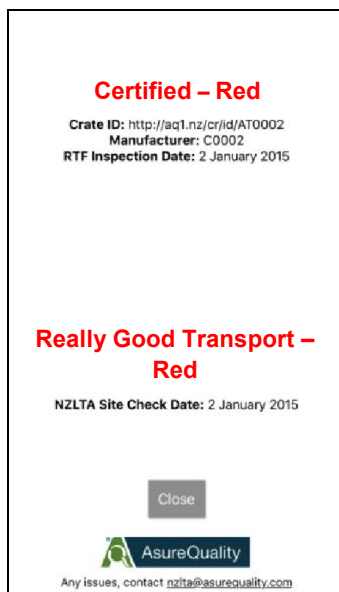 Certified – Red
Crate ID: http://aq1.nz/cr/id/AT0002
Manufacturer: C0002
RTF Inspection Date: 2 January 2015
Really Good Transport –
Red
NZLTA Site Check Date: 2 January 2015
Close
AsureQuality
Any issues, contact nzlta@asurequality.com